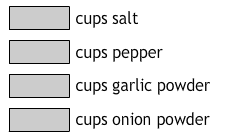 cups salt
cups pepper
cups garlic powder
cups onion powder